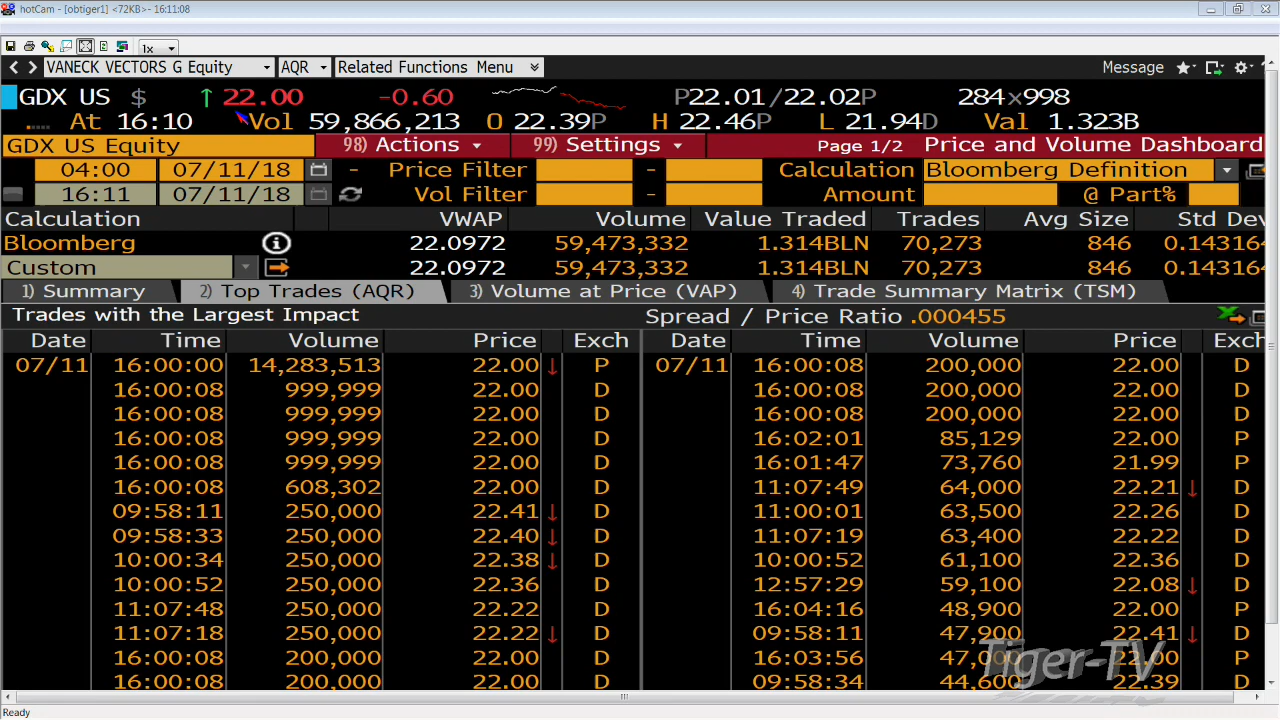 hotCam - [obtiger1] <72KB>- 16:11:08
1x
VANECK VECTORS G Equity AQR Related Functions Menu Message
GDX US $ ↑ 22.00 -0.60 P22.01/22.02P 284x998
At 16:10 Vol 59,866,213 O 22.39P H 22.46P L 21.94D Val 1.323B
GDX US Equity 98) Actions 99) Settings Page 1/2 Price and Volume Dashboard
04:00 07/11/18 - Price Filter - Calculation Bloomberg Definition
16:11 07/11/18 Vol Filter - Amount @ Part%
Calculation VWAP Volume Value Traded Trades Avg Size Std Dev
Bloomberg 22.0972 59,473,332 1.314BLN 70,273 846 0.143164
Custom 22.0972 59,473,332 1.314BLN 70,273 846 0.143164
1) Summary 2) Top Trades (AQR) 3) Volume at Price (VAP) 4) Trade Summary Matrix (TSM)
Trades with the Largest Impact Spread / Price Ratio .000455
Date Time Volume Price Exch Date Time Volume Price Exch
07/11 16:00:00 14,283,513 22.00 ↓ P 07/11 16:00:08 200,000 22.00 D
16:00:08 999,999 22.00 D 16:00:08 200,000 22.00 D
16:00:08 999,999 22.00 D 16:00:08 200,000 22.00 D
16:00:08 999,999 22.00 D 16:02:01 85,129 22.00 P
16:00:08 999,999 22.00 D 16:01:47 73,760 21.99 P
16:00:08 608,302 22.00 D 11:07:49 64,000 22.21 ↓ D
09:58:11 250,000 22.41 ↓ D 11:00:01 63,500 22.26 D
09:58:33 250,000 22.40 ↓ D 11:07:19 63,400 22.22 D
10:00:34 250,000 22.38 ↓ D 10:00:52 61,100 22.36 D
10:00:52 250,000 22.36 D 12:57:29 59,100 22.08 ↓ D
11:07:48 250,000 22.22 D 16:04:16 48,900 22.00 P
11:07:18 250,000 22.22 ↓ D 09:58:11 47,900 22.41 ↓ D
16:00:08 200,000 22.00 D 16:03:56 22.00 P
16:00:08 200,000 22.00 D 09:58:34 44,600 22.39 D
Tiger-TV
Ready